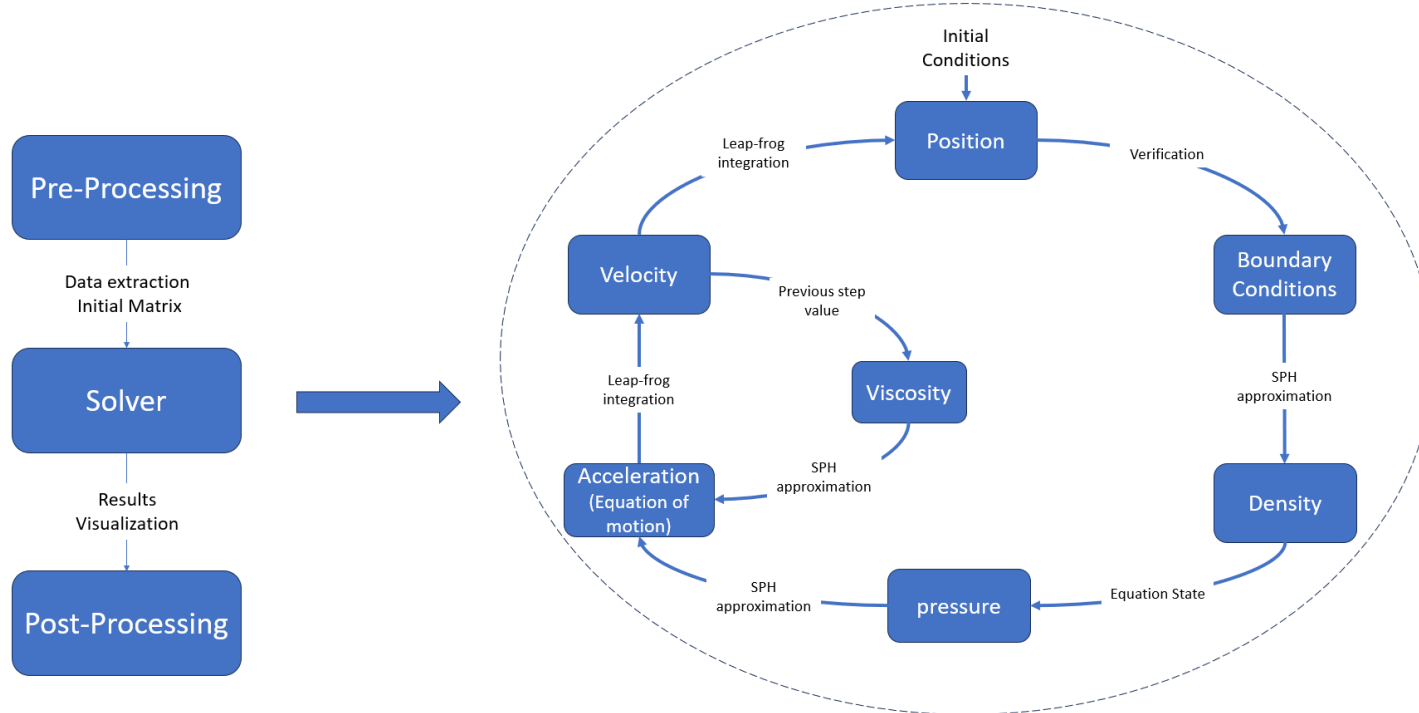 Pre-Processing
Data extraction
Initial Matrix
Solver
Results
Visualization
Post-Processing
Initial
Conditions
Position
Verification
Boundary
Conditions
SPH
approximation
Density
Equation State
pressure
SPH
approximation
Acceleration
(Equation of
motion)
Leap-frog
integration
Velocity
Leap-frog
integration
Previous step
value
Viscosity
SPH
approximation